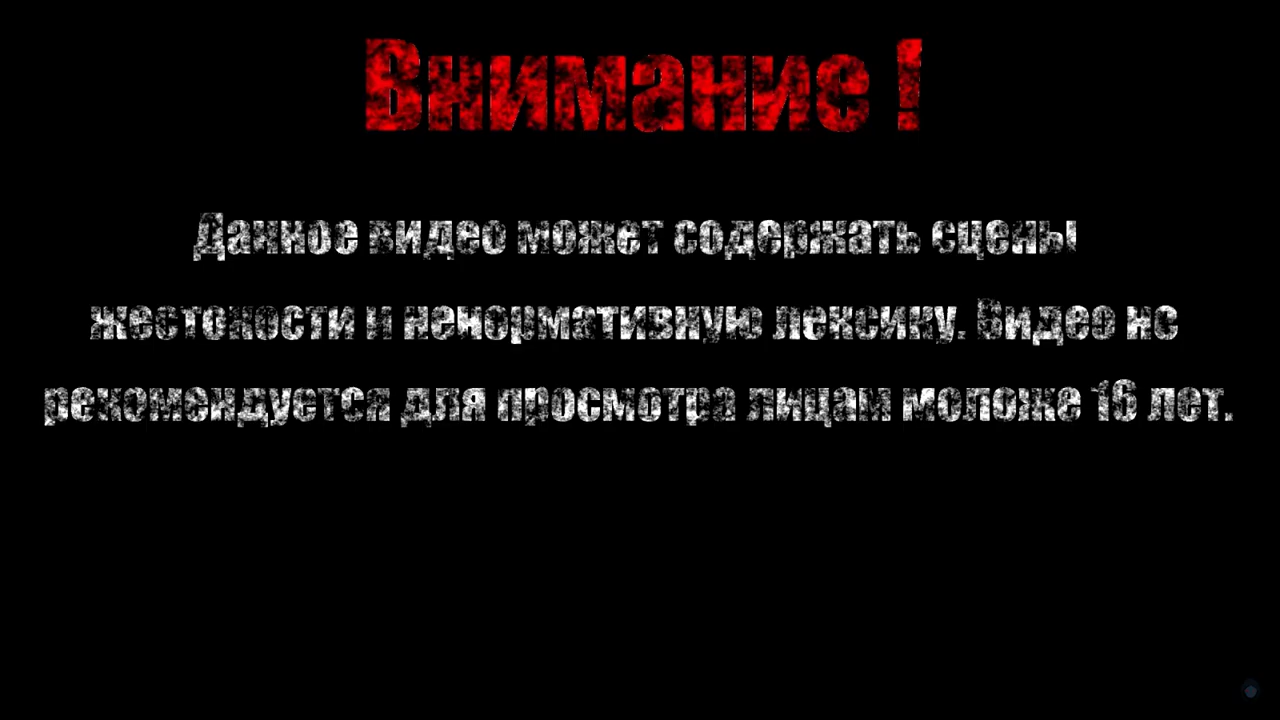 Внимание !
Данное видео может содержать сцены
жестокости и ненормативную лексику. Видео не
рекомендуется для просмотра лицам моложе 16 лет.